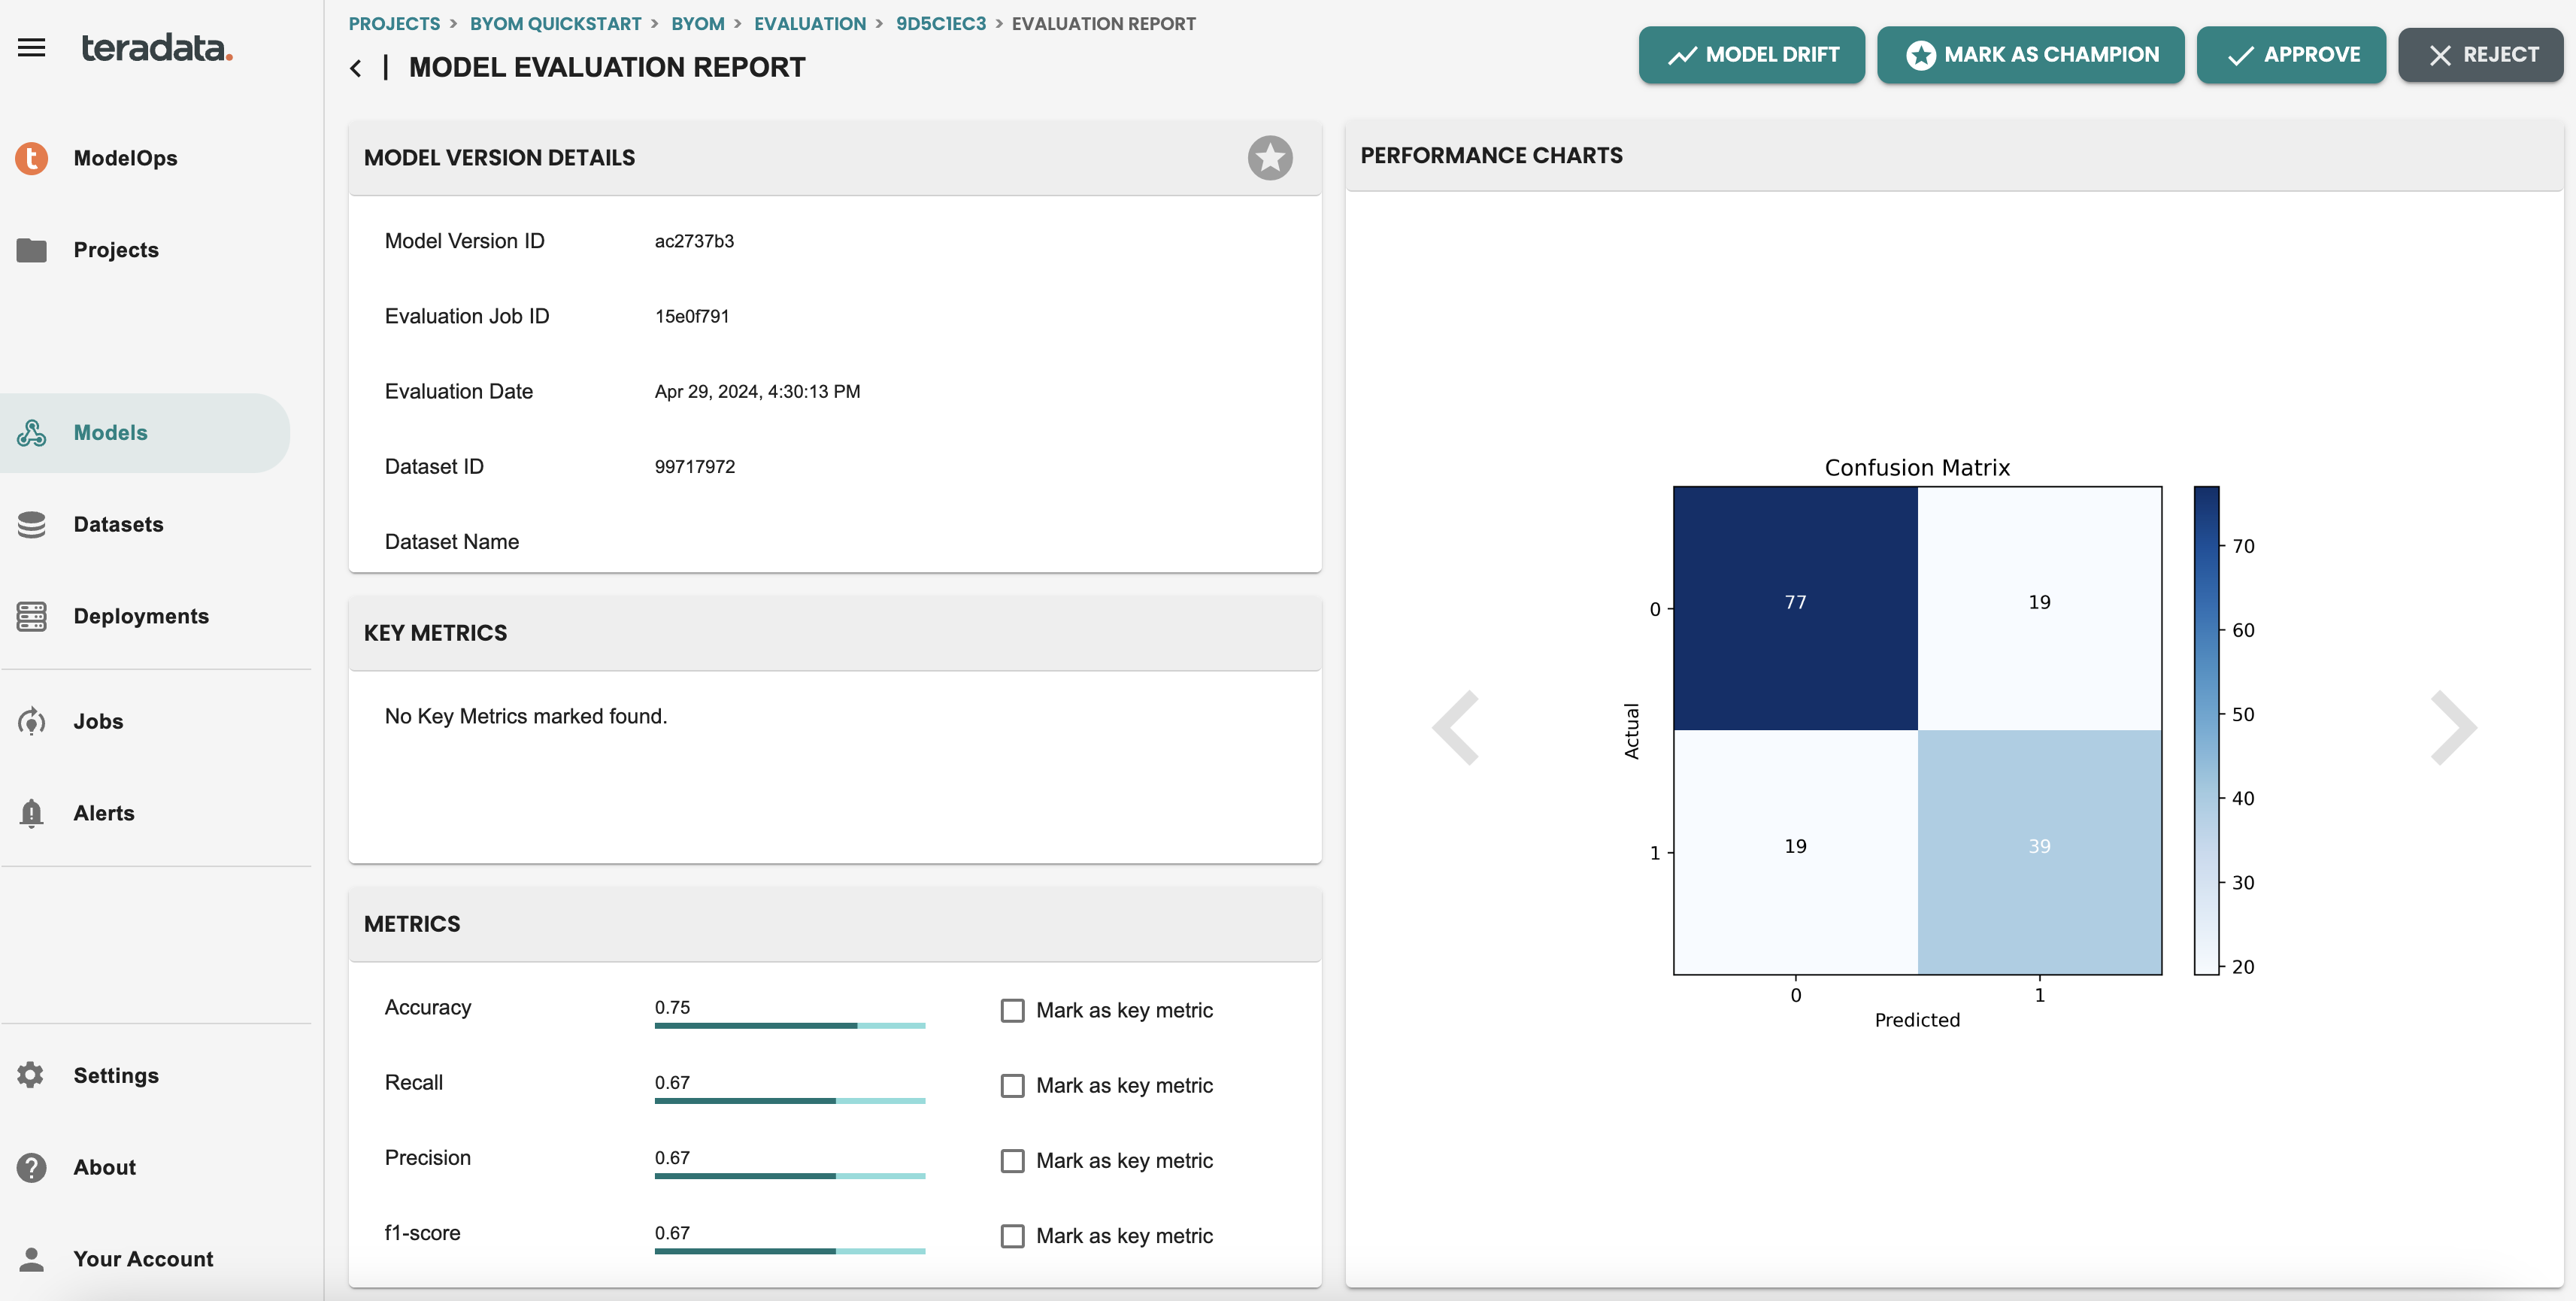 teradata.
ModelOps
Projects
Models
Datasets
Deployments
Jobs
Alerts
Settings
About
Your Account
PROJECTS > BYOM QUICKSTART > BYOM > EVALUATION > 9D5C1EC3 > EVALUATION REPORT
MODEL EVALUATION REPORT
MODEL DRIFT
MARK AS CHAMPION
APPROVE
REJECT
MODEL VERSION DETAILS
Model Version ID ac2737b3
Evaluation Job ID 15e0f791
Evaluation Date Apr 29, 2024, 4:30:13 PM
Dataset ID 99717972
Dataset Name
KEY METRICS
No Key Metrics marked found.
METRICS
Accuracy 0.75 Mark as key metric
Recall 0.67 Mark as key metric
Precision 0.67 Mark as key metric
f1-score 0.67 Mark as key metric
PERFORMANCE CHARTS
Confusion Matrix
Actual
0
77 19
1
19 39
0 1
Predicted
70
60
50
40
30
20